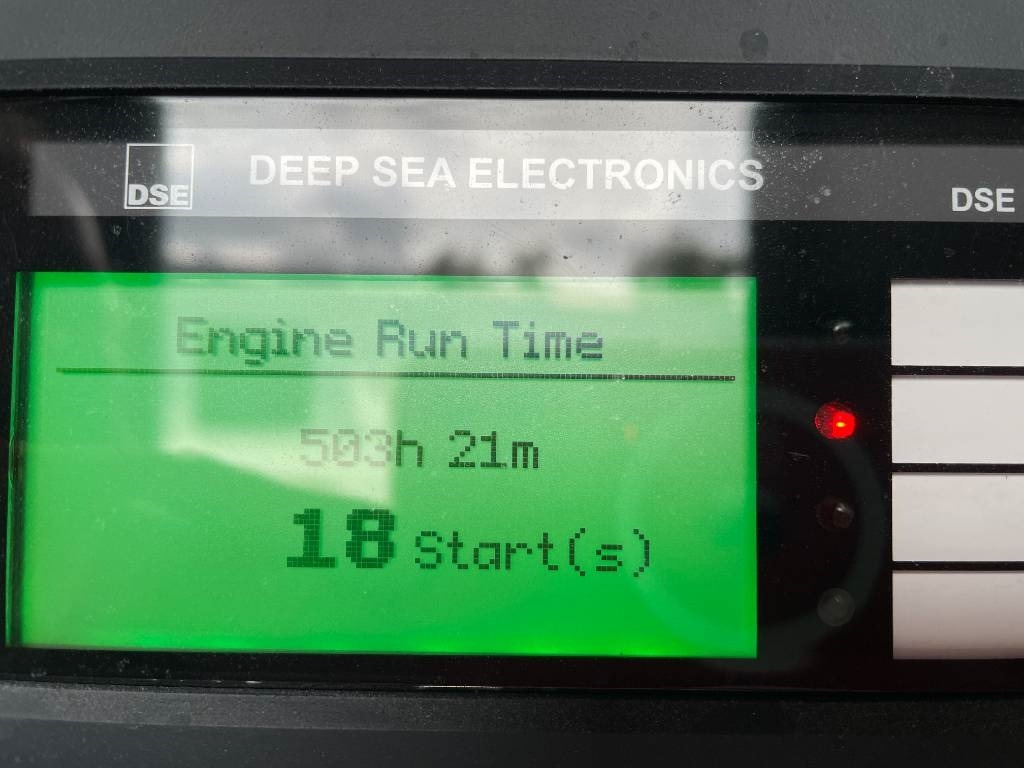 DSE
DEEP SEA ELECTRONICS
DSE
Engine Run Time
503h 21m
18 Start(s)